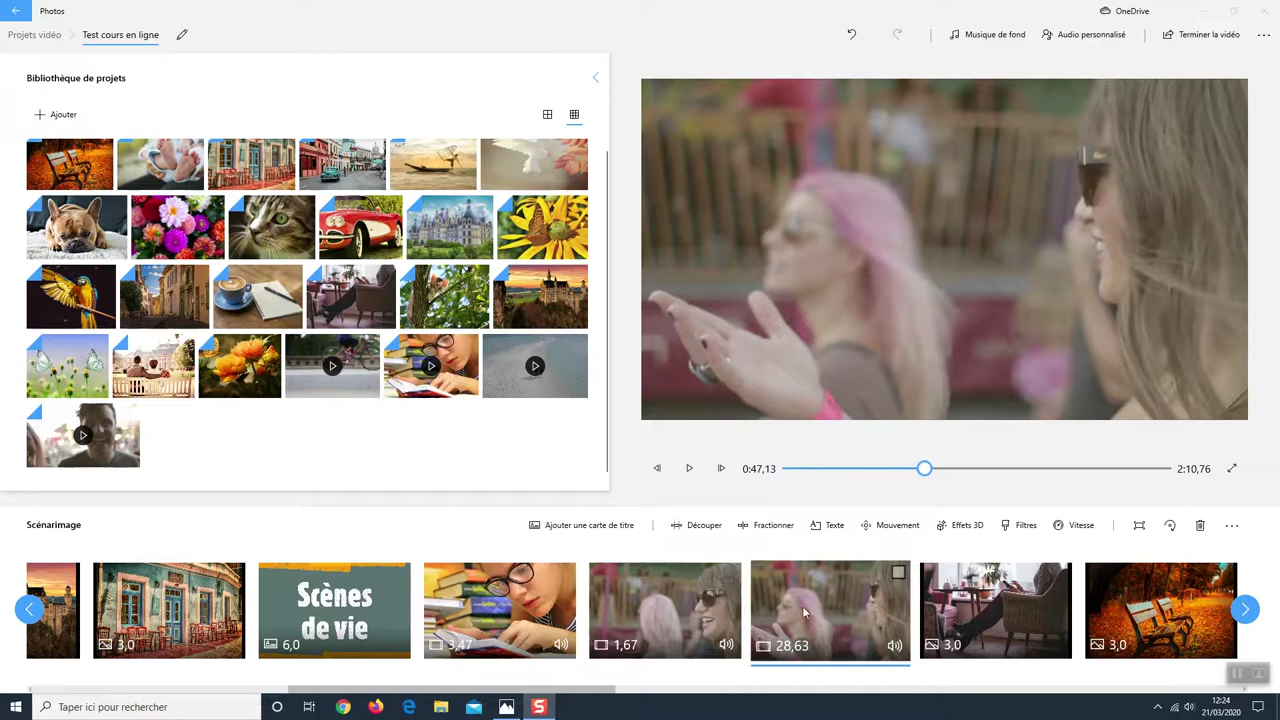 Photos
OneDrive
Projets vidéo
Test cours en ligne
Musique de fond
Audio personnalisé
Terminer la vidéo
Bibliothèque de projets
Ajouter
0:47,13
2:10,76
Scénarimage
Ajouter une carte de titre
Découper
Fractionner
Texte
Mouvement
Effets 3D
Filtres
Vitesse
3,0
Scènes
de vie
6,0
3,47
1,67
28,63
3,0
3,0
Taper ici pour rechercher
12:24
21/03/2020